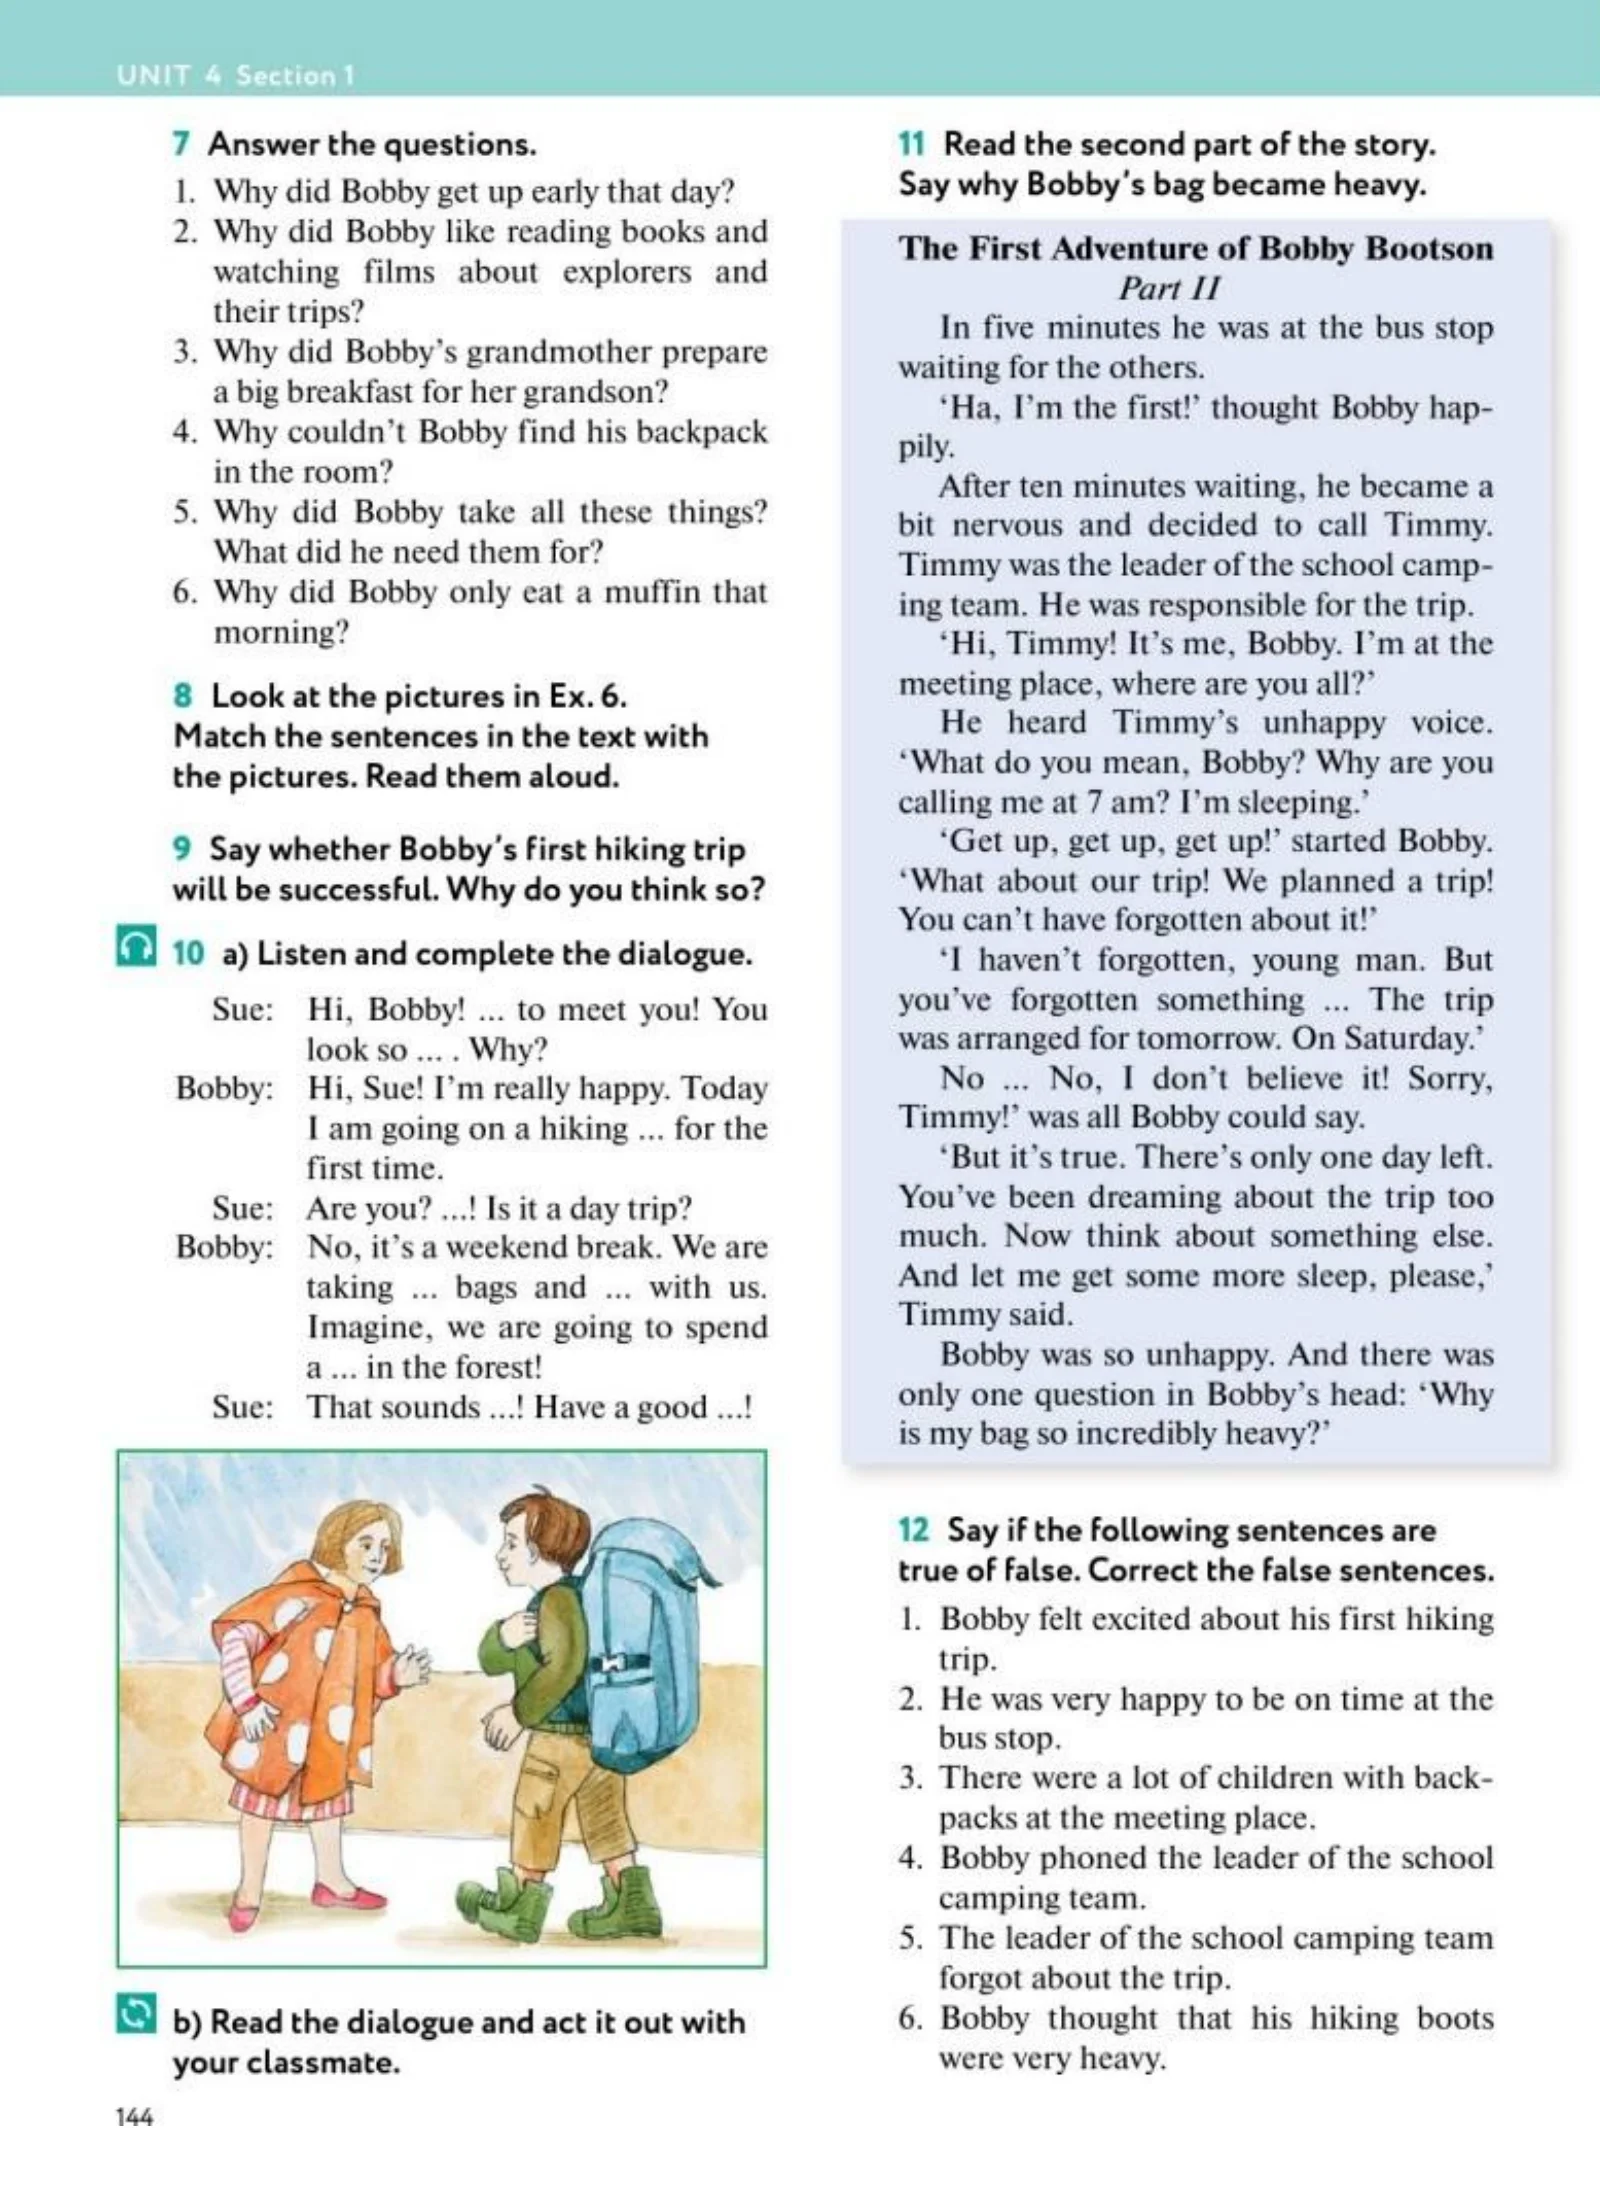 UNIT 4 Section 1
7 Answer the questions.
1. Why did Bobby get up early that day?
2. Why did Bobby like reading books and
watching films about explorers and
their trips?
3. Why did Bobby's grandmother prepare
a big breakfast for her grandson?
4. Why couldn't Bobby find his backpack
in the room?
5. Why did Bobby take all these things?
What did he need them for?
6. Why did Bobby only eat a muffin that
morning?
8 Look at the pictures in Ex. 6.
Match the sentences in the text with
the pictures. Read them aloud.
9 Say whether Bobby's first hiking trip
will be successful. Why do you think so?
10 a) Listen and complete the dialogue.
Sue: Hi, Bobby! ... to meet you! You
look so ... . Why?
Bobby: Hi, Sue! I'm really happy. Today
I am going on a hiking ... for the
first time.
Sue: Are you? ...! Is it a day trip?
Bobby: No, it's a weekend break. We are
taking ... bags and ... with us.
Imagine, we are going to spend
a ... in the forest!
Sue: That sounds ...! Have a good ...!
b) Read the dialogue and act it out with
your classmate.
144
11 Read the second part of the story.
Say why Bobby's bag became heavy.
The First Adventure of Bobby Bootson
Part II
In five minutes he was at the bus stop
waiting for the others.
'Ha, I'm the first!' thought Bobby hap-
pily.
After ten minutes waiting, he became a
bit nervous and decided to call Timmy.
Timmy was the leader of the school camp-
ing team. He was responsible for the trip.
'Hi, Timmy! It's me, Bobby. I'm at the
meeting place, where are you all?'
He heard Timmy's unhappy voice.
'What do you mean, Bobby? Why are you
calling me at 7 am? I'm sleeping.'
'Get up, get up, get up!' started Bobby.
'What about our trip! We planned a trip!
You can't have forgotten about it!'
'I haven't forgotten, young man. But
you've forgotten something ... The trip
was arranged for tomorrow. On Saturday.'
No ... No, I don't believe it! Sorry,
Timmy!' was all Bobby could say.
'But it's true. There's only one day left.
You've been dreaming about the trip too
much. Now think about something else.
And let me get some more sleep, please,'
Timmy said.
Bobby was so unhappy. And there was
only one question in Bobby's head: 'Why
is my bag so incredibly heavy?'
12 Say if the following sentences are
true of false. Correct the false sentences.
1. Bobby felt excited about his first hiking
trip.
2. He was very happy to be on time at the
bus stop.
3. There were a lot of children with back-
packs at the meeting place.
4. Bobby phoned the leader of the school
camping team.
5. The leader of the school camping team
forgot about the trip.
6. Bobby thought that his hiking boots
were very heavy.